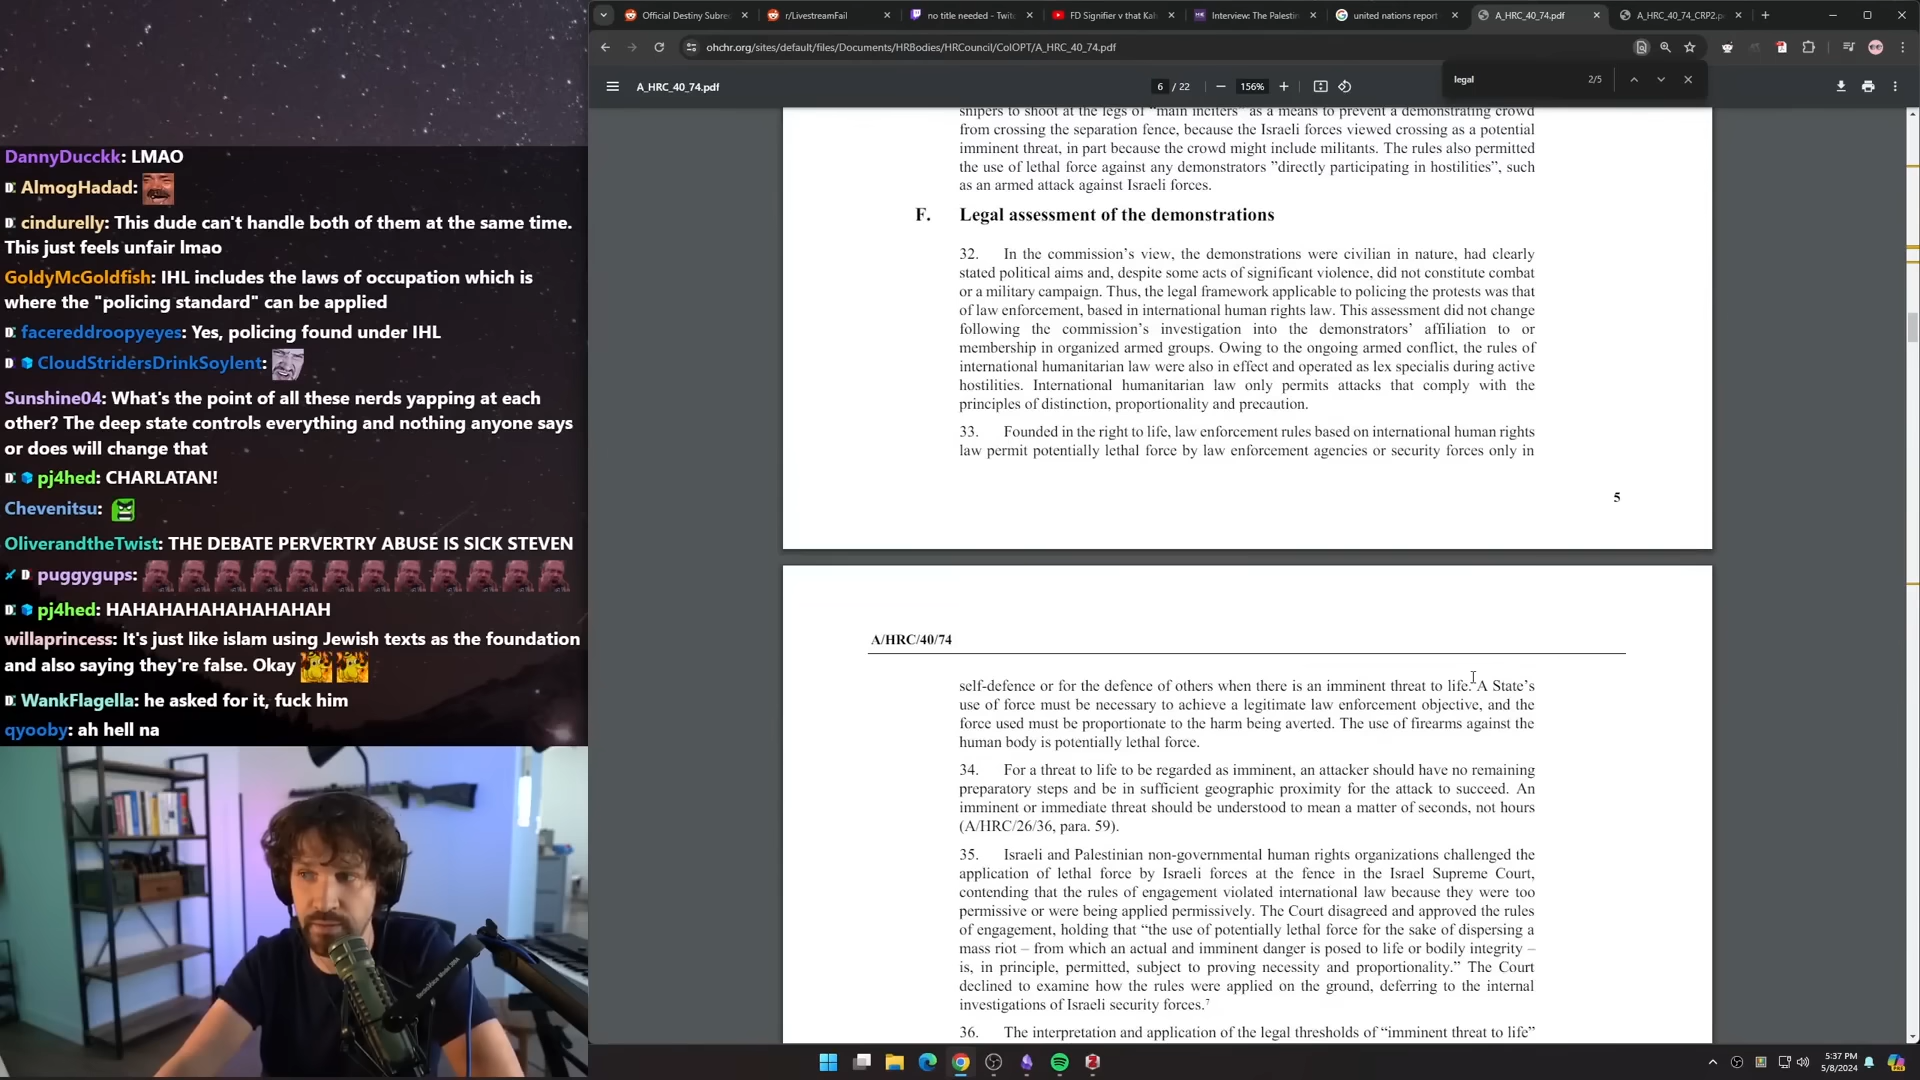 DannyDucckk: LMAO
AlmogHadad:
cindurelly: This dude can't handle both of them at the same time.
This just feels unfair lmao
GoldyMcGoldfish: IHL includes the laws of occupation which is
where the "policing standard" can be applied
facereddroopyeyes: Yes, policing found under IHL
CloudStridersDrinkSoylent:
Sunshine04: What's the point of all these nerds yapping at each
other? The deep state controls everything and nothing anyone says
or does will change that
pj4hed: CHARLATAN!
Chevenitsu:
OliverandtheTwist: THE DEBATE PERVERTRY ABUSE IS SICK STEVEN
puggygups:
pj4hed: HAHAHAHAHAHAHAHAH
willaprincess: It's just like islam using Jewish texts as the foundation
and also saying they're false. Okay
WankFlagella: he asked for it, fuck him
qyooby: ah hell na
Official Destiny Subre
r/LivestreamFail
no title needed - Twitc
FD Signifier v that Kah
Interview: The Palestin
united nations report
A_HRC_40_74.pdf
A_HRC_40_74_CRP2.p
ohchr.org/sites/default/files/Documents/HRBodies/HRCouncil/CoIOPT/A_HRC_40_74.pdf
legal 2/5
A_HRC_40_74.pdf
6 / 22
156%
snipers to shoot at the legs of "main inciters" as a means to prevent a demonstrating crowd
from crossing the separation fence, because the Israeli forces viewed crossing as a potential
imminent threat, in part because the crowd might include militants. The rules also permitted
the use of lethal force against any demonstrators "directly participating in hostilities", such
as an armed attack against Israeli forces.
F. Legal assessment of the demonstrations
32. In the commission's view, the demonstrations were civilian in nature, had clearly
stated political aims and, despite some acts of significant violence, did not constitute combat
or a military campaign. Thus, the legal framework applicable to policing the protests was that
of law enforcement, based in international human rights law. This assessment did not change
following the commission's investigation into the demonstrators' affiliation to or
membership in organized armed groups. Owing to the ongoing armed conflict, the rules of
international humanitarian law were also in effect and operated as lex specialis during active
hostilities. International humanitarian law only permits attacks that comply with the
principles of distinction, proportionality and precaution.
33. Founded in the right to life, law enforcement rules based on international human rights
law permit potentially lethal force by law enforcement agencies or security forces only in
5
A/HRC/40/74
self-defence or for the defence of others when there is an imminent threat to life. A State's
use of force must be necessary to achieve a legitimate law enforcement objective, and the
force used must be proportionate to the harm being averted. The use of firearms against the
human body is potentially lethal force.
34. For a threat to life to be regarded as imminent, an attacker should have no remaining
preparatory steps and be in sufficient geographic proximity for the attack to succeed. An
imminent or immediate threat should be understood to mean a matter of seconds, not hours
(A/HRC/26/36, para. 59).
35. Israeli and Palestinian non-governmental human rights organizations challenged the
application of lethal force by Israeli forces at the fence in the Israel Supreme Court,
contending that the rules of engagement violated international law because they were too
permissive or were being applied permissively. The Court disagreed and approved the rules
of engagement, holding that "the use of potentially lethal force for the sake of dispersing a
mass riot – from which an actual and imminent danger is posed to life or bodily integrity –
is, in principle, permitted, subject to proving necessity and proportionality." The Court
declined to examine how the rules were applied on the ground, deferring to the internal
investigations of Israeli security forces.7
36. The interpretation and application of the legal thresholds of "imminent threat to life"
5:37 PM
5/8/2024